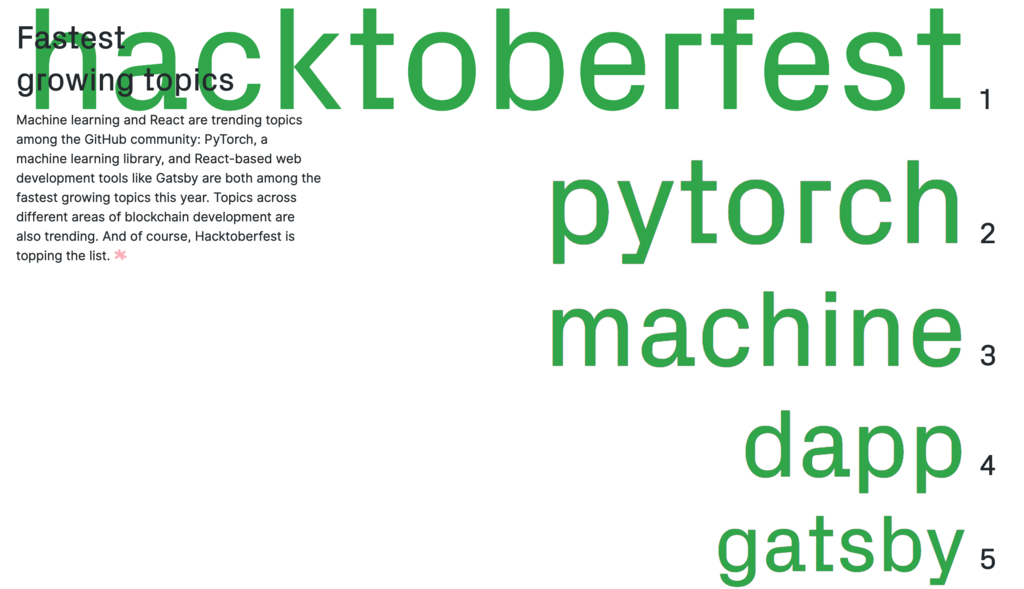 Fastest
growing topics
Machine learning and React are trending topics
among the GitHub community: PyTorch, a
machine learning library, and React-based web
development tools like Gatsby are both among the
fastest growing topics this year. Topics across
different areas of blockchain development are
also trending. And of course, Hacktoberfest is
topping the list.
hacktoberfest 1
pytorch 2
machine 3
dapp 4
gatsby 5